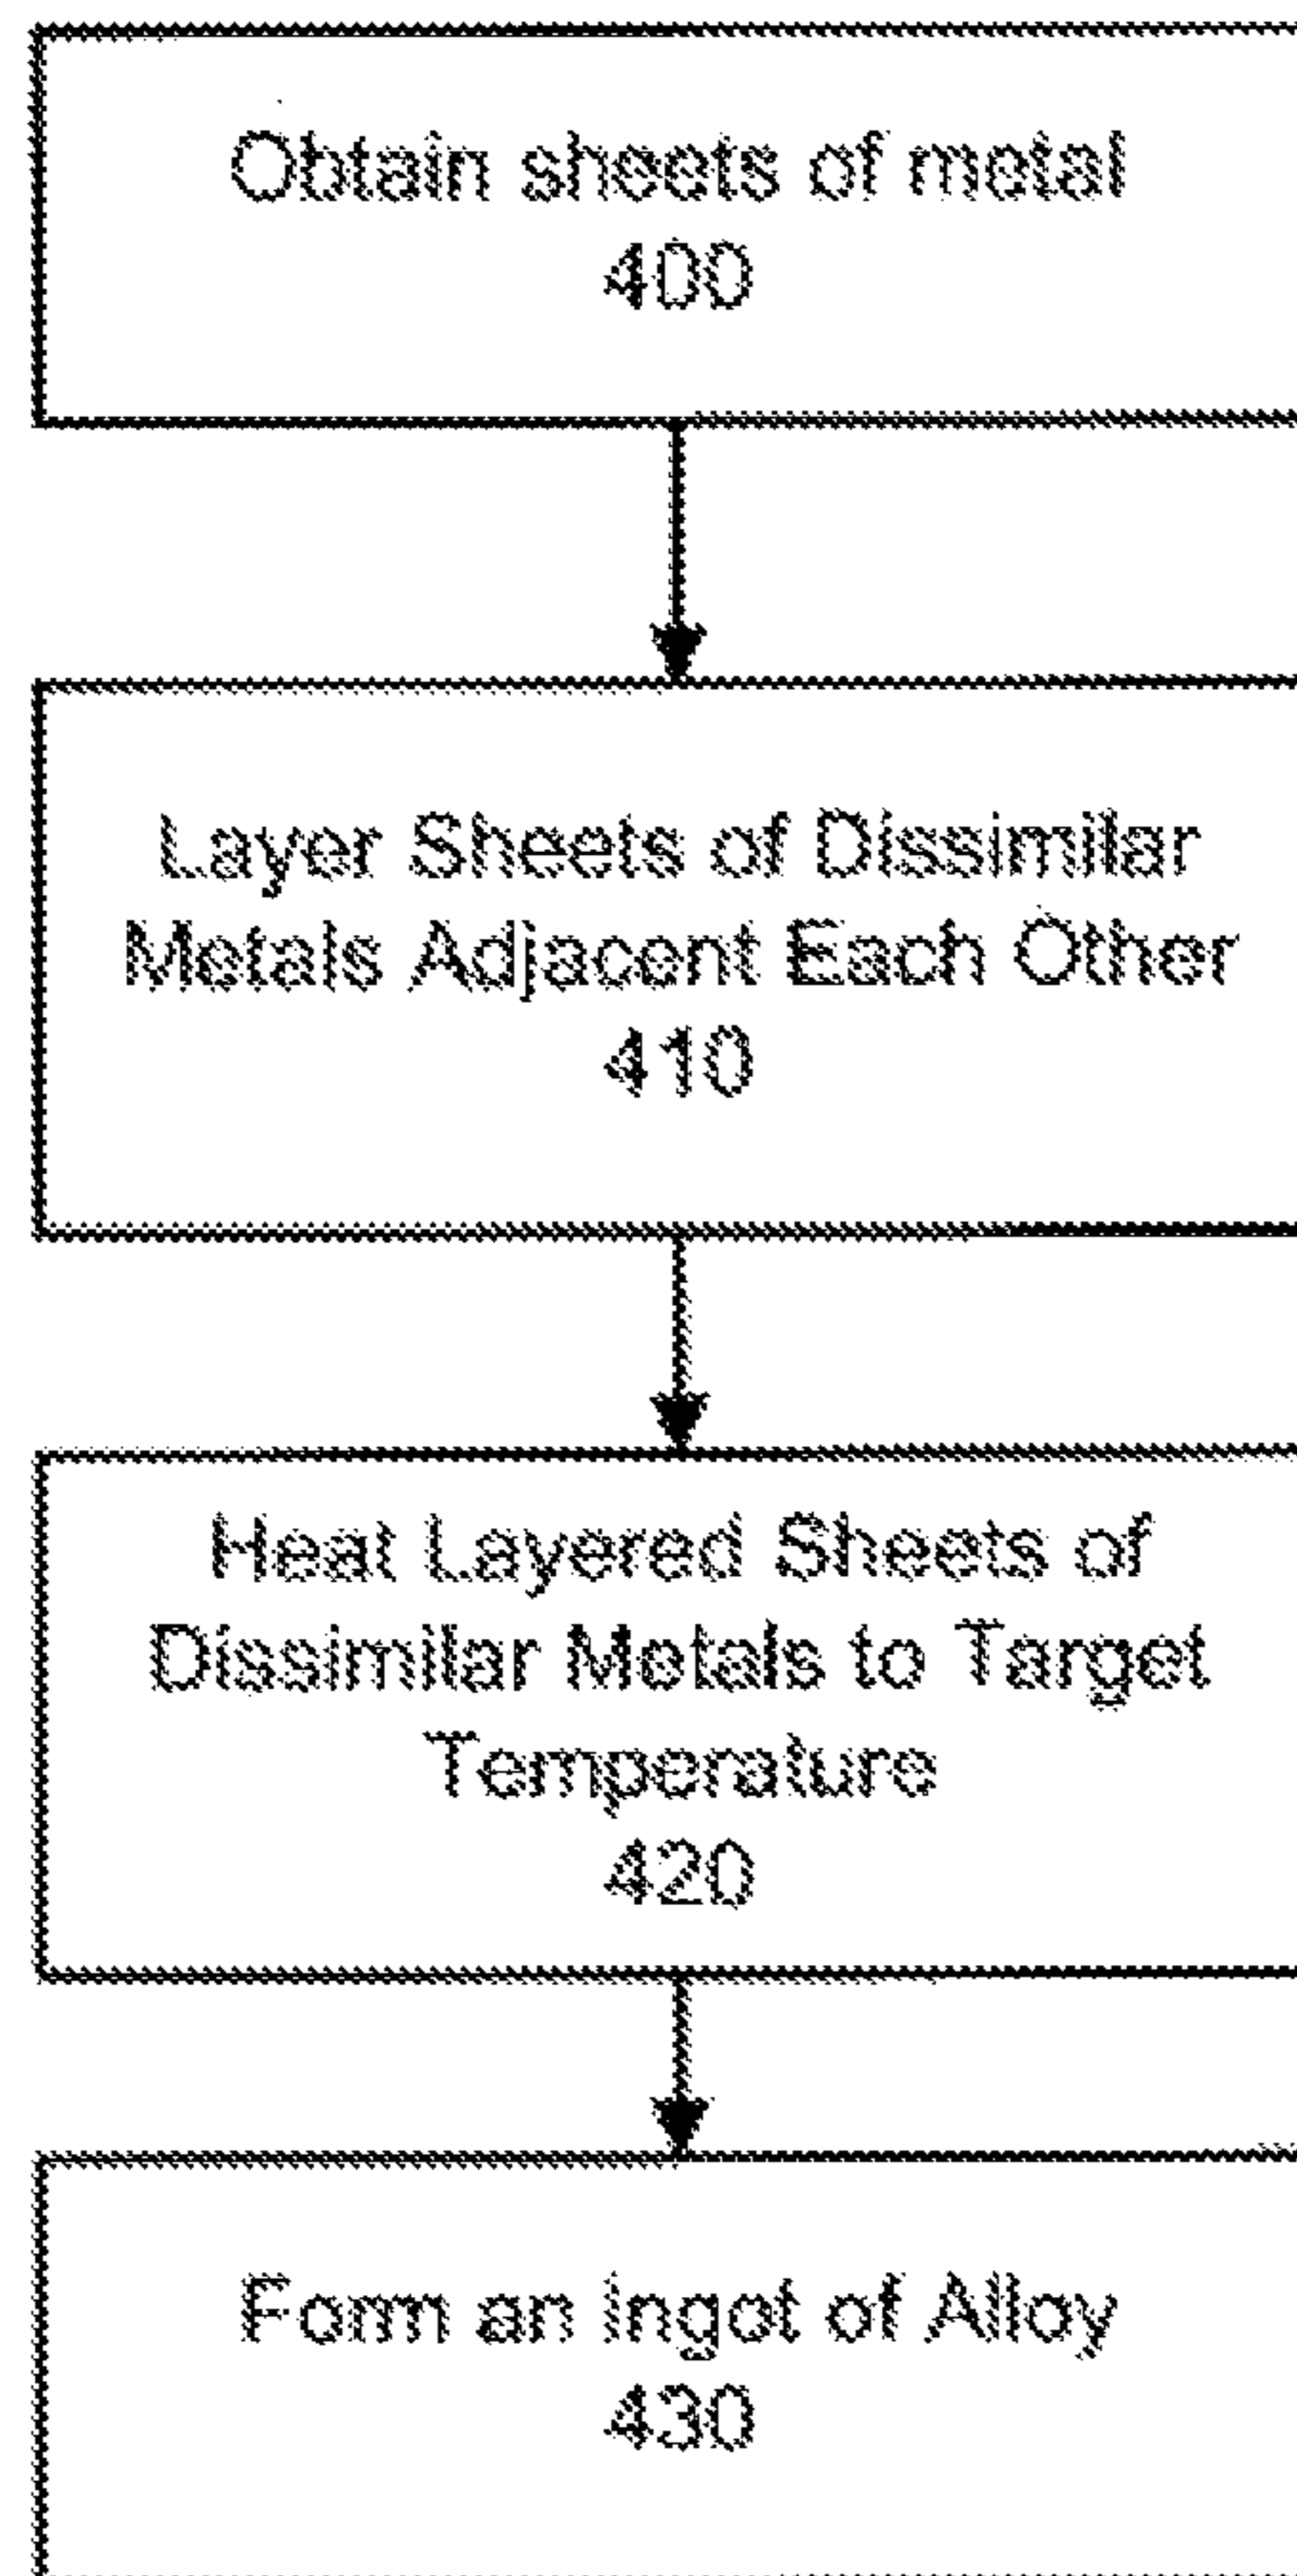 Obtain sheets of metal
400
Layer Sheets of Dissimilar
Metals Adjacent Each Other
410
Heat Layered Sheets of
Dissimilar Metals to Target
Temperature
420
Form an Ingot of Alloy
430